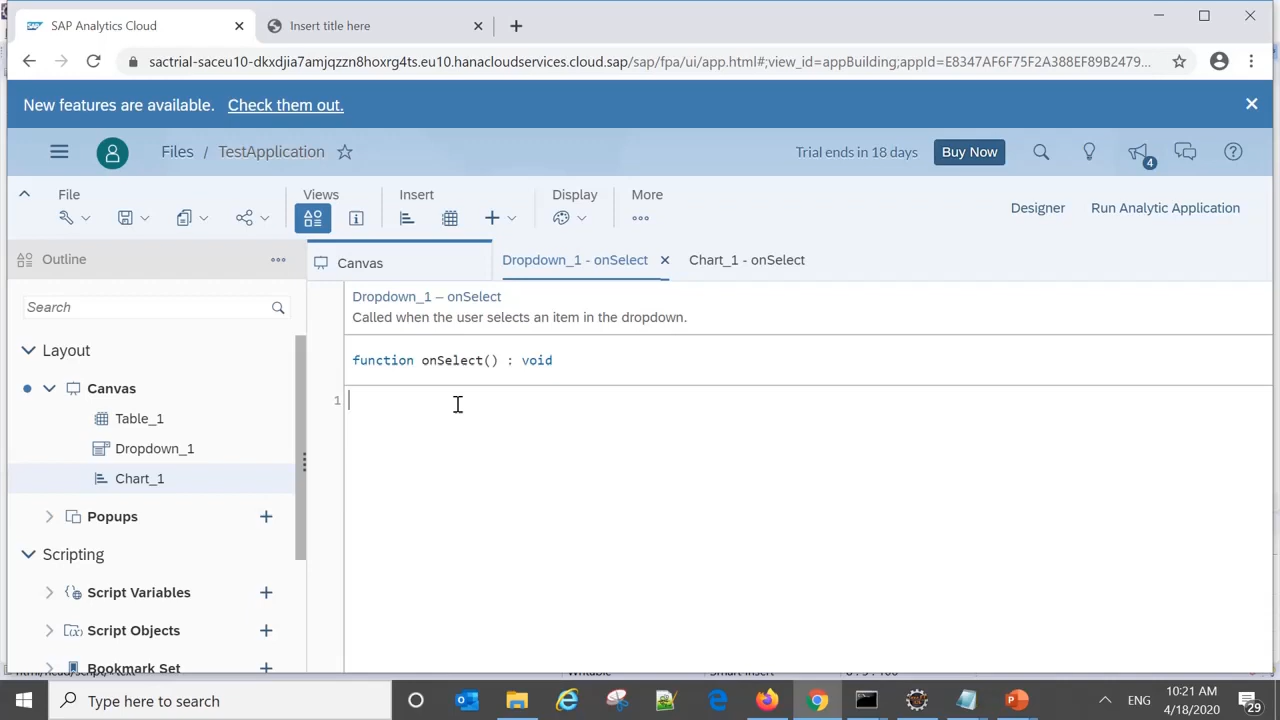 SAP Analytics Cloud
Insert title here
sactrial-saceu10-dkxdjia7amjqzzn8hoxrg4ts.eu10.hanacloudservices.cloud.sap/sap/fpa/ui/app.html#;view_id=appBuilding;appId=E8347AF6F75F2A388EF89B2479...
New features are available. Check them out.
Files / TestApplication
Trial ends in 18 days
Buy Now
4
File
Views
Insert
Display
More
Designer
Run Analytic Application
Outline
Canvas
Dropdown_1 - onSelect
Chart_1 - onSelect
Search
Dropdown_1 – onSelect
Called when the user selects an item in the dropdown.
function onSelect() : void
1
Layout
Canvas
Table_1
Dropdown_1
Chart_1
Popups
Scripting
Script Variables
Script Objects
Bookmark Set
Type here to search
ENG
10:21 AM
4/18/2020
29